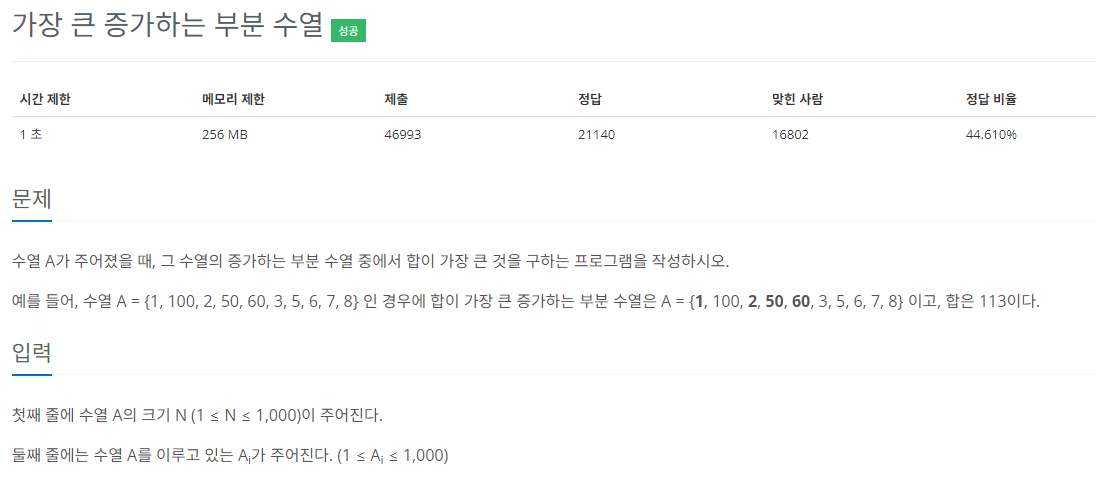 가장 큰 증가하는 부분 수열 성공
시간 제한 메모리 제한 제출 정답 맞힌 사람 정답 비율
1 초 256 MB 46993 21140 16802 44.610%
문제
수열 A가 주어졌을 때, 그 수열의 증가하는 부분 수열 중에서 합이 가장 큰 것을 구하는 프로그램을 작성하시오.
예를 들어, 수열 A = {1, 100, 2, 50, 60, 3, 5, 6, 7, 8} 인 경우에 합이 가장 큰 증가하는 부분 수열은 A = {1, 100, 2, 50, 60, 3, 5, 6, 7, 8} 이고, 합은 113이다.
입력
첫째 줄에 수열 A의 크기 N (1 ≤ N ≤ 1,000)이 주어진다.
둘째 줄에는 수열 A를 이루고 있는 Ai가 주어진다. (1 ≤ Ai ≤ 1,000)